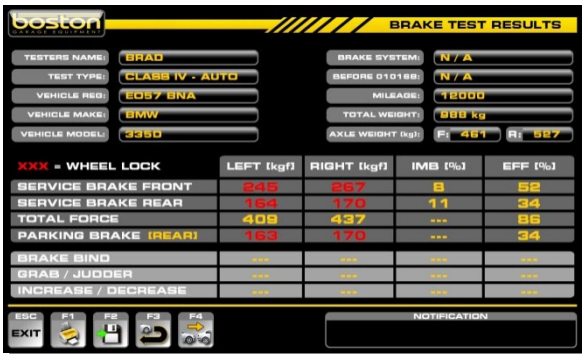 boston
GARAGE EQUIPMENT
BRAKE TEST RESULTS
TESTERS NAME: BRAD
BRAKE SYSTEM: N / A
TEST TYPE: CLASS IV - AUTO
BEFORE 010168: N / A
VEHICLE REG: ED57 BNA
MILEAGE: 12000
VEHICLE MAKE: BMW
TOTAL WEIGHT: 988 kg
VEHICLE MODEL: 335D
AXLE WEIGHT (kg): F: 461 R: 527
XXX = WHEEL LOCK LEFT [kgf] RIGHT [kgf] IMB [%] EFF [%]
SERVICE BRAKE FRONT 245 267 8 52
SERVICE BRAKE REAR 164 170 11 34
TOTAL FORCE 409 437 --- 86
PARKING BRAKE [REAR] 163 170 --- 34
BRAKE BIND --- --- --- ---
GRAB / JUDDER --- --- --- ---
INCREASE / DECREASE --- --- --- ---
ESC F1 F2 F3 F4 NOTIFICATION
EXIT